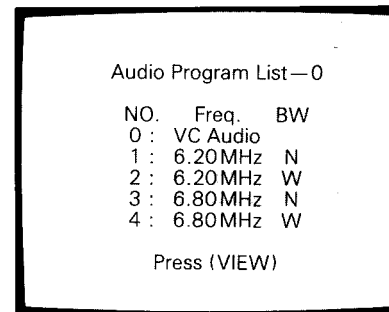 Audio Program List—0
NO. Freq. BW
0 : VC Audio
1 : 6.20MHz N
2 : 6.20MHz W
3 : 6.80MHz N
4 : 6.80MHz W
Press (VIEW)